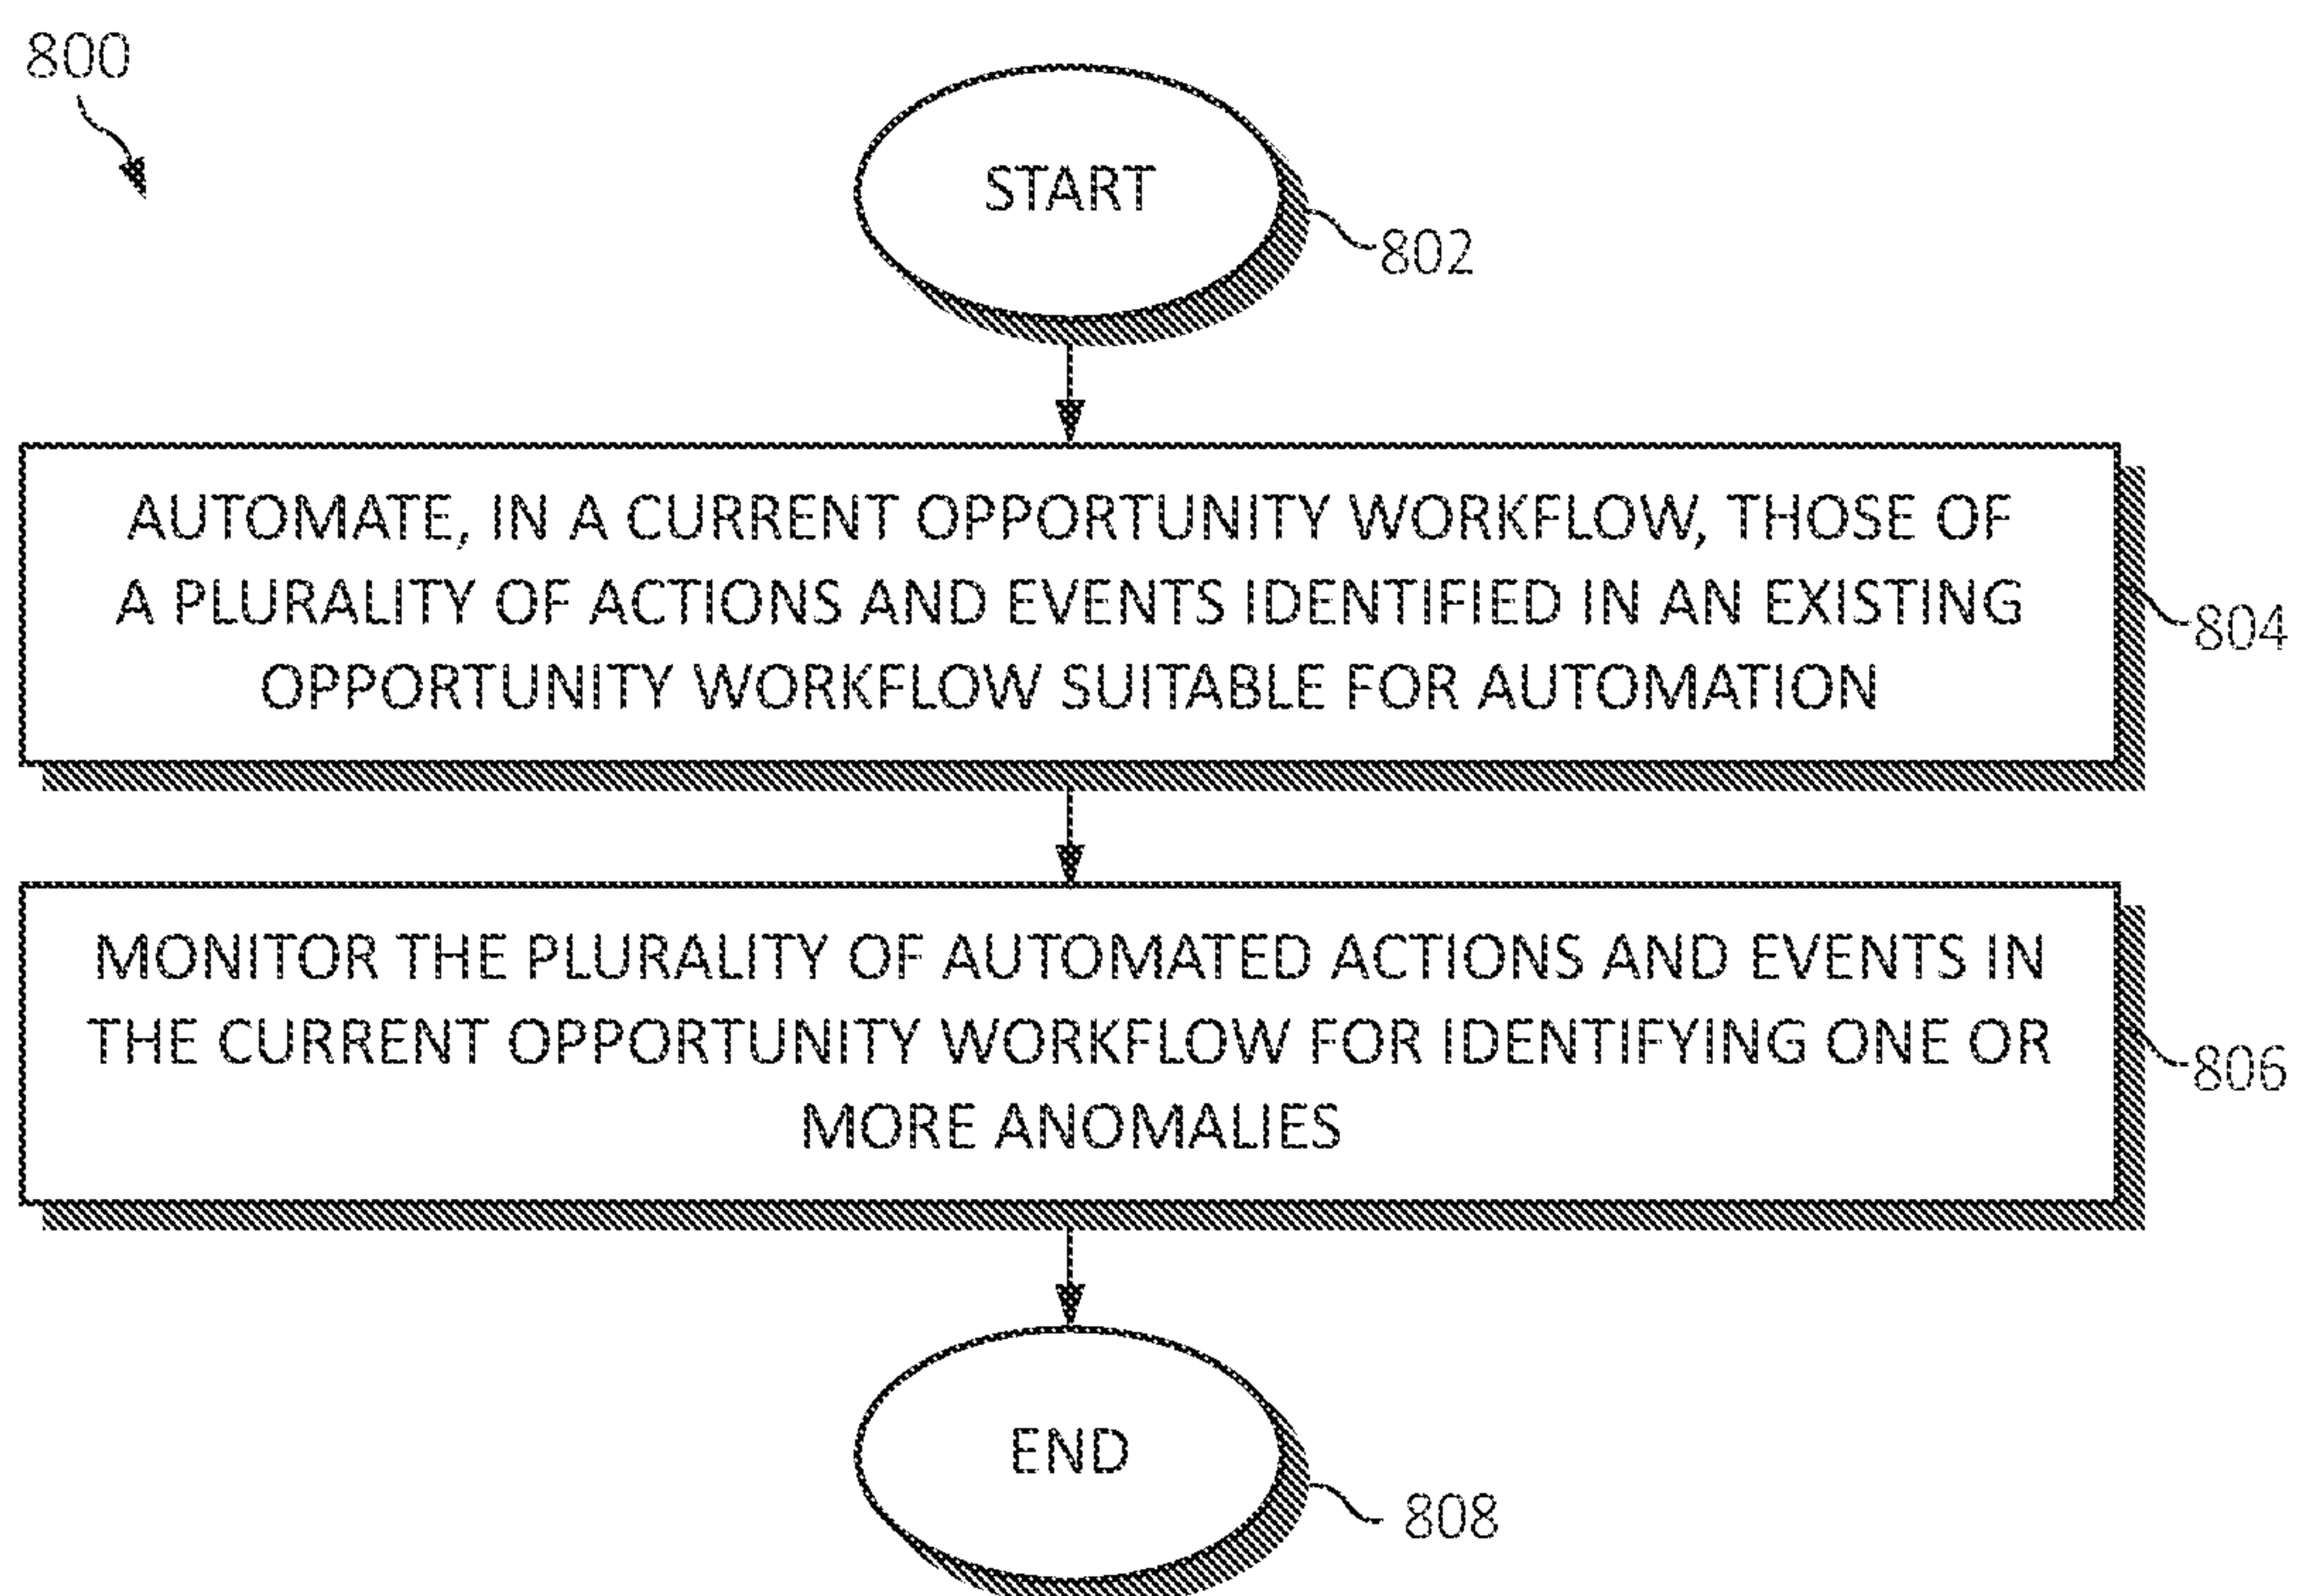 800
START
802
AUTOMATE, IN A CURRENT OPPORTUNITY WORKFLOW, THOSE OF
A PLURALITY OF ACTIONS AND EVENTS IDENTIFIED IN AN EXISTING
OPPORTUNITY WORKFLOW SUITABLE FOR AUTOMATION
804
MONITOR THE PLURALITY OF AUTOMATED ACTIONS AND EVENTS IN
THE CURRENT OPPORTUNITY WORKFLOW FOR IDENTIFYING ONE OR
MORE ANOMALIES
806
END
808